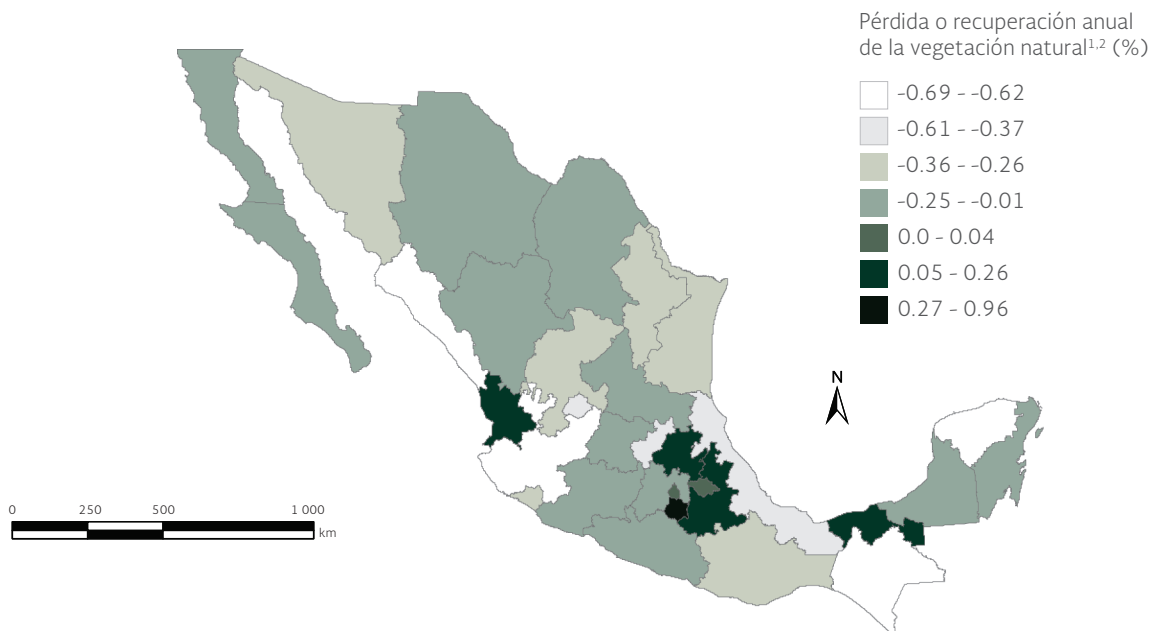 Pérdida o recuperación anual
de la vegetación natural¹,² (%)
-0.69 - -0.62
-0.61 - -0.37
-0.36 - -0.26
-0.25 - -0.01
0.0 - 0.04
0.05 - 0.26
0.27 - 0.96
N
0 250 500 1 000
km